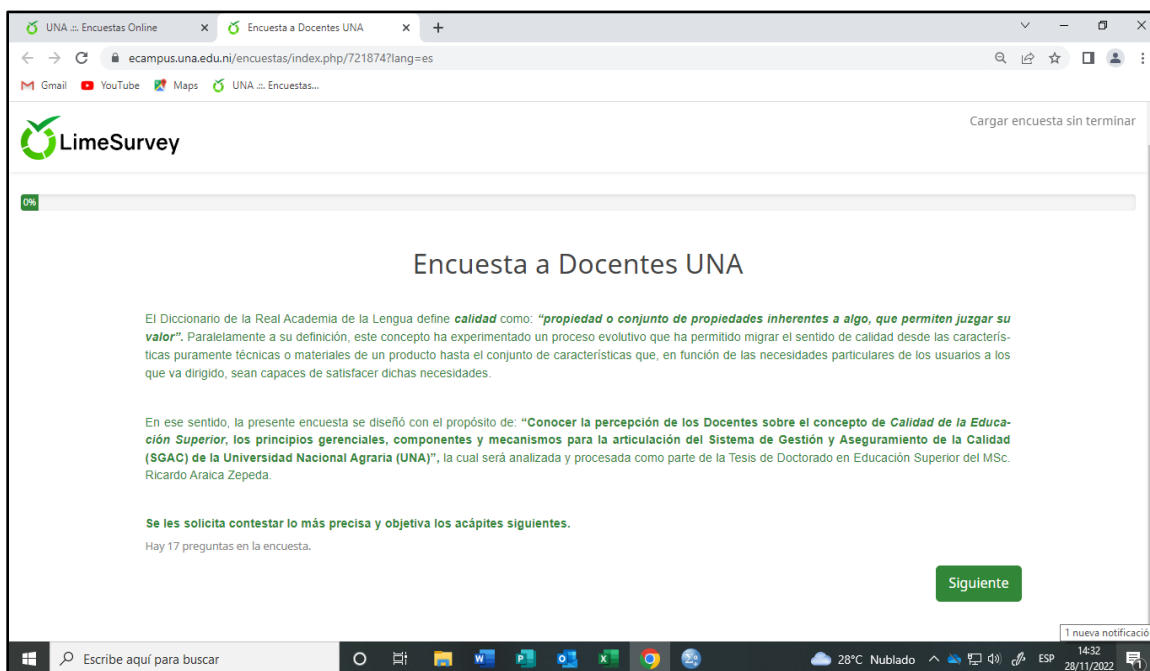 UNA .::. Encuestas Online
Encuesta a Docentes UNA
ecampus.una.edu.ni/encuestas/index.php/721874?lang=es
Gmail YouTube Maps UNA .::. Encuestas...
LimeSurvey
Cargar encuesta sin terminar
0%
Encuesta a Docentes UNA
El Diccionario de la Real Academia de la Lengua define calidad como: “propiedad o conjunto de propiedades inherentes a algo, que permiten juzgar su
valor”. Paralelamente a su definición, este concepto ha experimentado un proceso evolutivo que ha permitido migrar el sentido de calidad desde las caracterís-
ticas puramente técnicas o materiales de un producto hasta el conjunto de características que, en función de las necesidades particulares de los usuarios a los
que va dirigido, sean capaces de satisfacer dichas necesidades.
En ese sentido, la presente encuesta se diseñó con el propósito de: “Conocer la percepción de los Docentes sobre el concepto de Calidad de la Educa-
ción Superior, los principios gerenciales, componentes y mecanismos para la articulación del Sistema de Gestión y Aseguramiento de la Calidad
(SGAC) de la Universidad Nacional Agraria (UNA)”, la cual será analizada y procesada como parte de la Tesis de Doctorado en Educación Superior del MSc.
Ricardo Araica Zepeda.
Se les solicita contestar lo más precisa y objetiva los acápites siguientes.
Hay 17 preguntas en la encuesta.
Siguiente
1 nueva notificació
Escribe aquí para buscar
28°C Nublado
ESP
14:32
28/11/2022